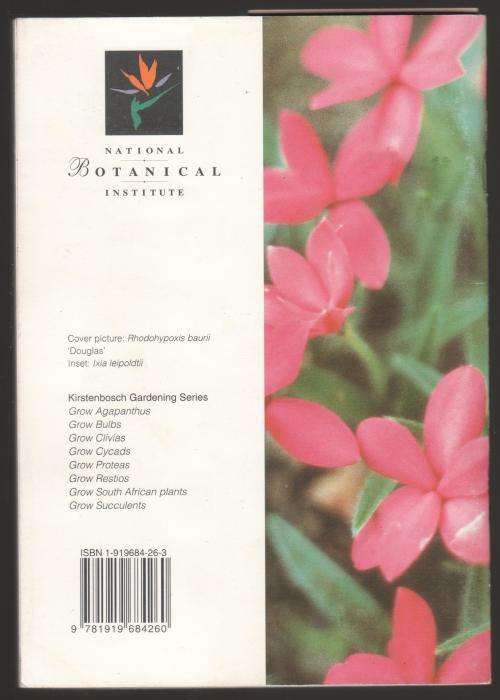 NATIONAL
BOTANICAL
INSTITUTE
Cover picture: Rhodohypoxis baurii
'Douglas'
Inset: Ixia leipoldtii
Kirstenbosch Gardening Series
Grow Agapanthus
Grow Bulbs
Grow Clivias
Grow Cycads
Grow Proteas
Grow Restios
Grow South African plants
Grow Succulents
ISBN 1-919684-26-3
9 781919 684260